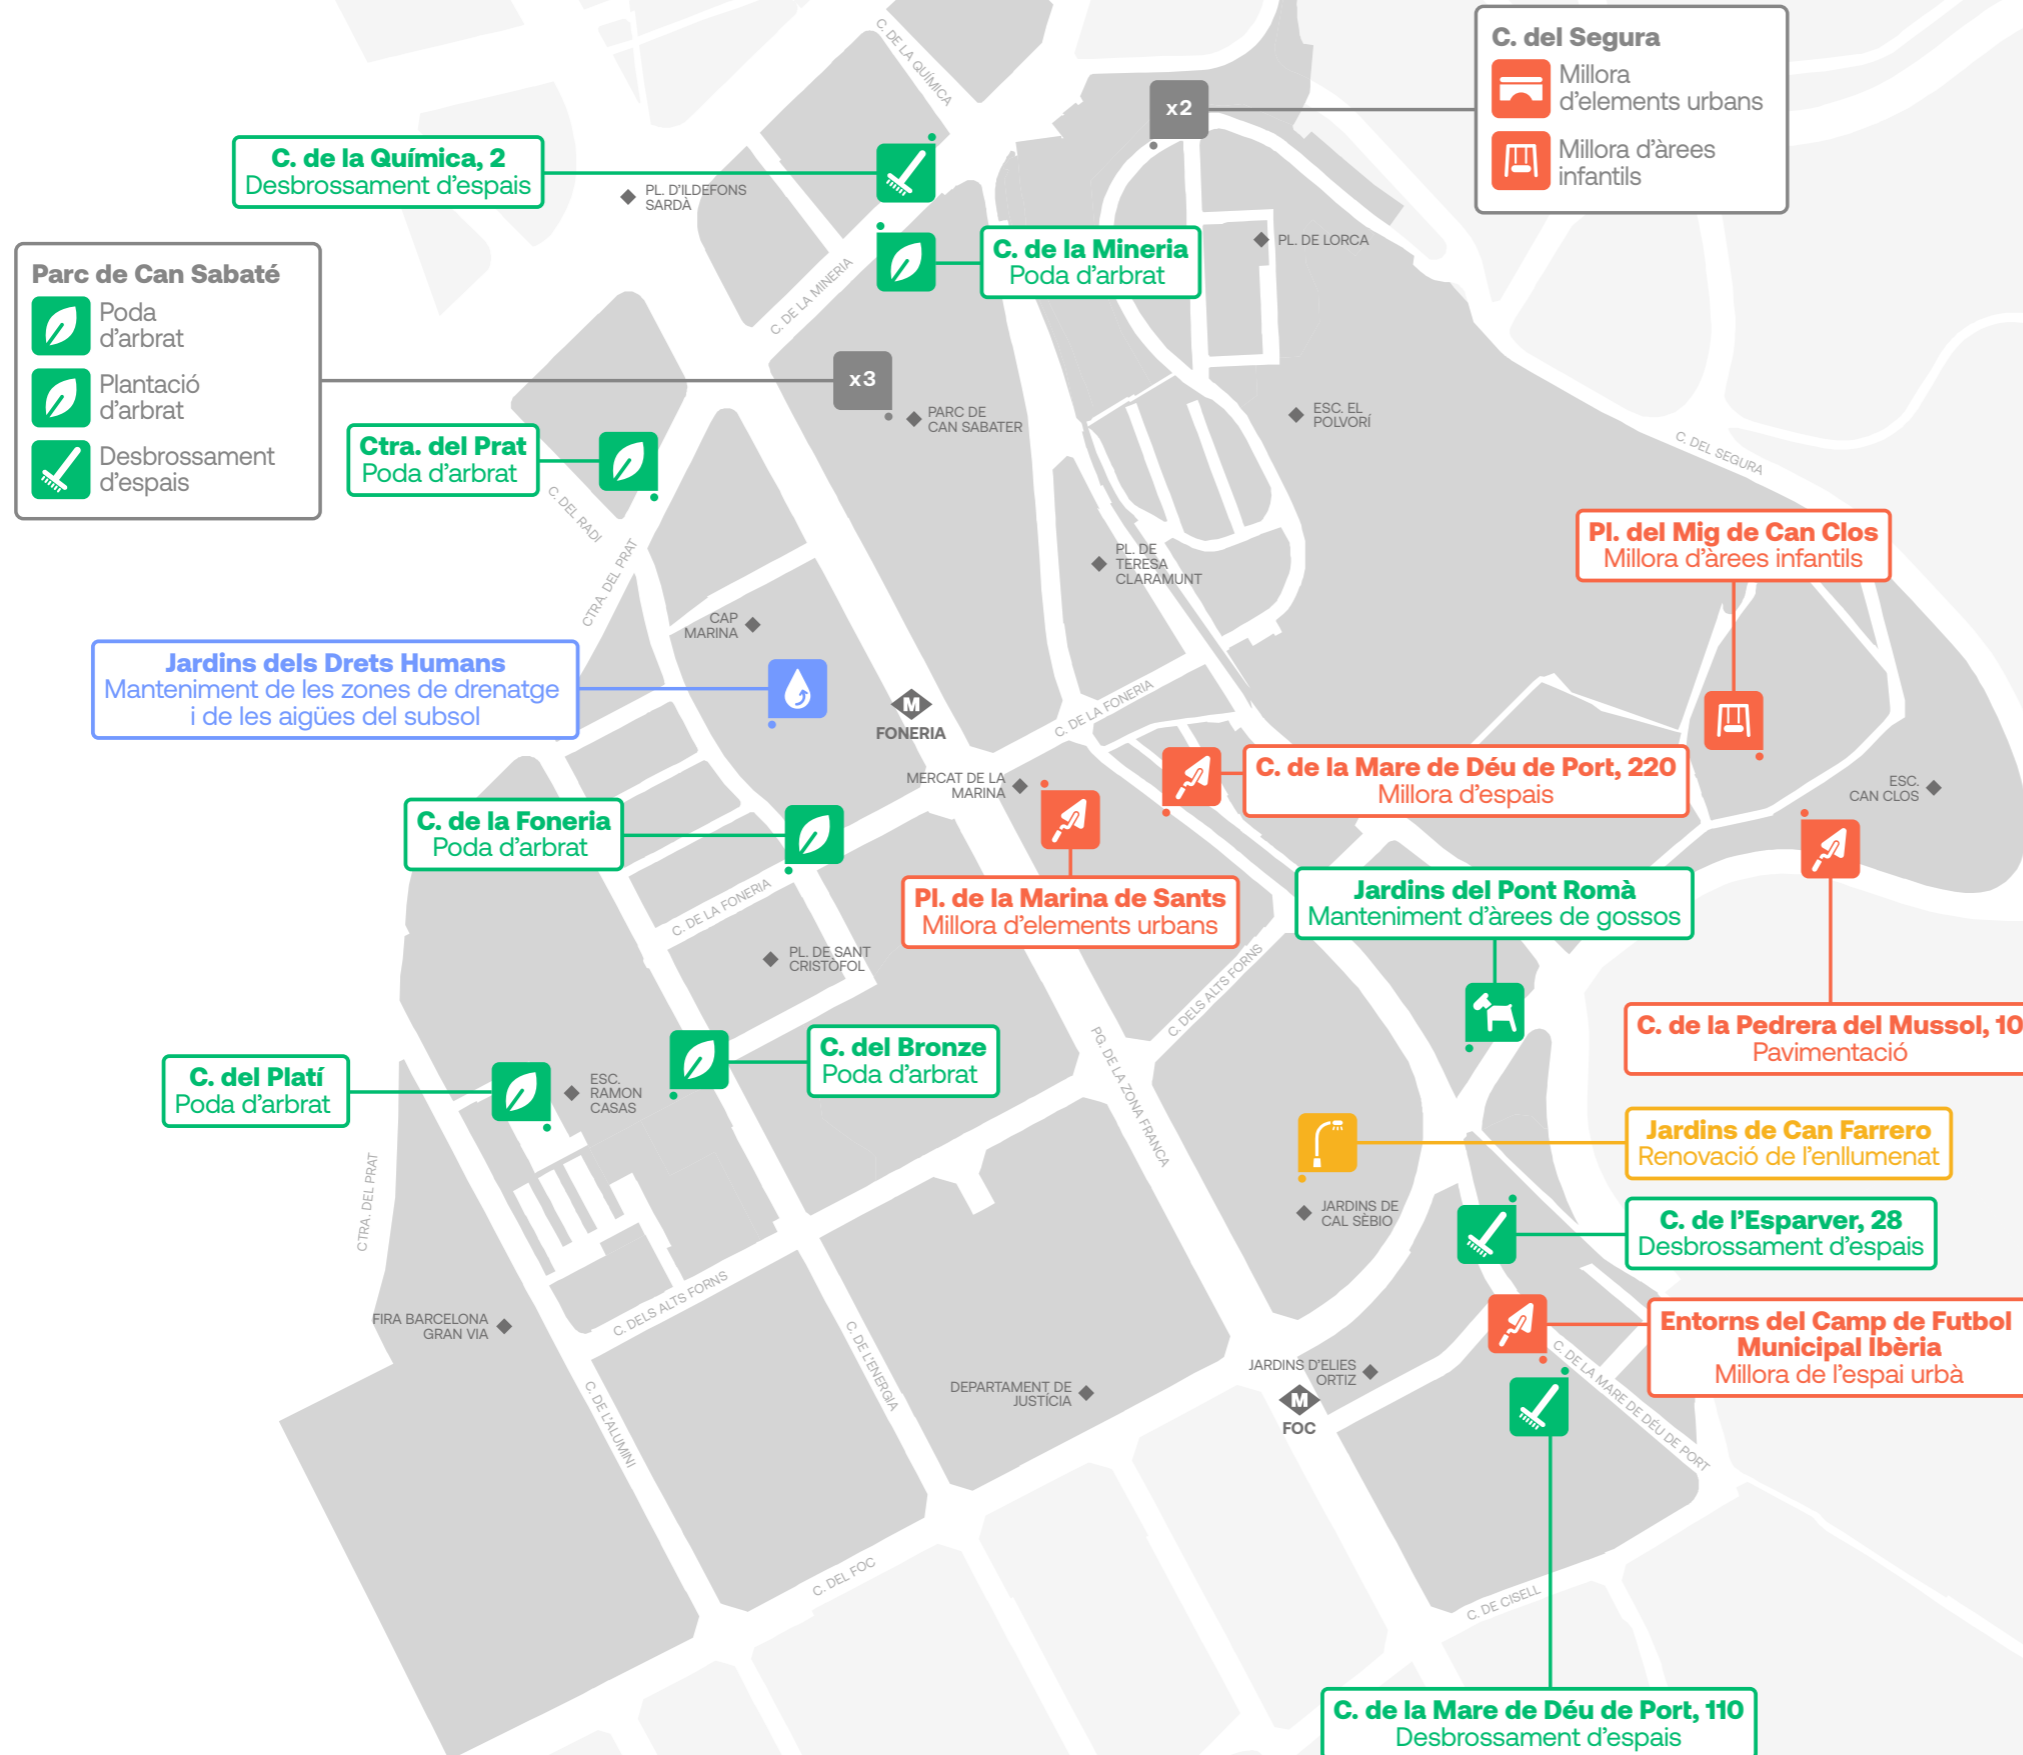 C. DE LA QUÍMICA
C. del Segura
Millora
d'elements urbans
Millora d'àrees
infantils
x2
C. de la Química, 2
Desbrossament d'espais
PL. D'ILDEFONS
SARDÀ
C. de la Mineria
Poda d'arbrat
PL. DE LORCA
C. DE LA MINERIA
Parc de Can Sabaté
Poda
d'arbrat
Plantació
d'arbrat
Desbrossament
d'espais
x3
PARC DE
CAN SABATER
ESC. EL
POLVORÍ
C. DEL SEGURA
Ctra. del Prat
Poda d'arbrat
C. DEL RADI
CTRA. DEL PRAT
PL. DE
TERESA
CLARAMUNT
Pl. del Mig de Can Clos
Millora d'àrees infantils
CAP
MARINA
Jardins dels Drets Humans
Manteniment de les zones de drenatge
i de les aigües del subsol
M
FONERIA
C. DE LA FONERIA
MERCAT DE LA
MARINA
C. de la Mare de Déu de Port, 220
Millora d'espais
ESC.
CAN CLOS
C. de la Foneria
Poda d'arbrat
C. DE LA FONERIA
Pl. de la Marina de Sants
Millora d'elements urbans
Jardins del Pont Romà
Manteniment d'àrees de gossos
PL. DE SANT
CRISTÒFOL
C. DELS ALTS FORNS
C. de la Pedrera del Mussol, 10
Pavimentació
C. del Bronze
Poda d'arbrat
PG. DE LA ZONA FRANCA
C. del Platí
Poda d'arbrat
ESC.
RAMON
CASAS
Jardins de Can Farrero
Renovació de l'enllumenat
CTRA. DEL PRAT
JARDINS DE
CAL SÈBIO
C. de l'Esparver, 28
Desbrossament d'espais
C. DELS ALTS FORNS
FIRA BARCELONA
GRAN VIA
C. DE L'ENERGIA
Entorns del Camp de Futbol
Municipal Ibèria
Millora de l'espai urbà
C. DE LA MARE DE DÉU DE PORT
JARDINS D'ELIES
ORTIZ
M
FOC
DEPARTAMENT DE
JUSTÍCIA
C. DE L'ALUMINI
C. DEL FOC
C. DE CISELL
C. de la Mare de Déu de Port, 110
Desbrossament d'espais